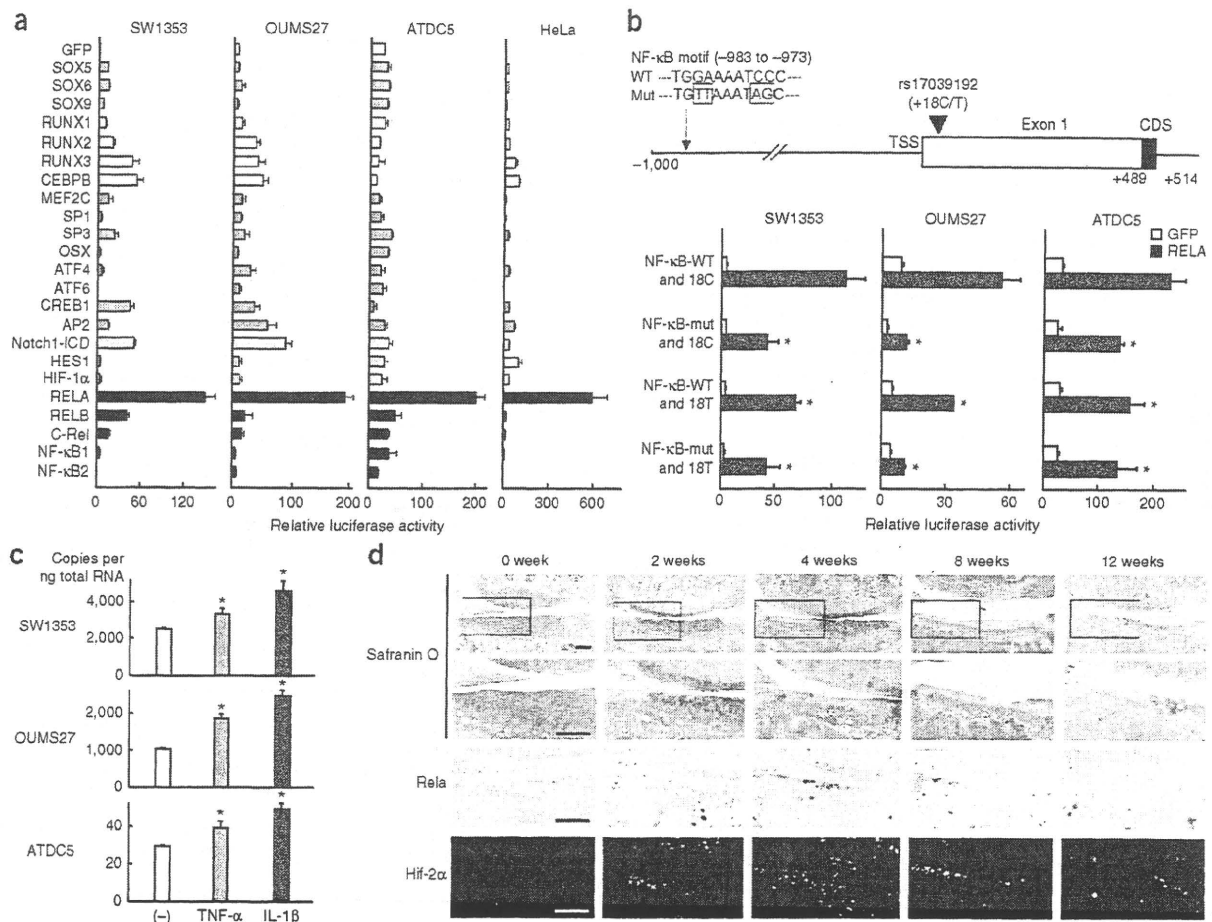 a
SW1353 OUMS27 ATDC5 HeLa
GFP
SOX5
SOX6
SOX9
RUNX1
RUNX2
RUNX3
CEBPB
MEF2C
SP1
SP3
OSX
ATF4
ATF6
CREB1
AP2
Notch1-ICD
HES1
HIF-1α
RELA
RELB
C-Rel
NF-κB1
NF-κB2
0 60 120 0 100 200 0 100 200 0 300 600
Relative luciferase activity
b
NF-κB motif (–983 to –973)
WT ---TGGAAAATCCC---
Mut ---TGTTAAATAGC---
rs17039192
(+18C/T)
TSS Exon 1 CDS
–1,000 +489 +514
SW1353 OUMS27 ATDC5
GFP
RELA
NF-κB-WT
and 18C
NF-κB-mut
and 18C * * *
NF-κB-WT
and 18T * * *
NF-κB-mut
and 18T * * *
0 50 100 0 30 60 0 100 200
Relative luciferase activity
c
Copies per
ng total RNA
* *
4,000
SW1353
2,000
0
* *
2,000
OUMS27
1,000
0
* *
40
ATDC5
20
0
(–) TNF-α IL-1β
d
0 week 2 weeks 4 weeks 8 weeks 12 weeks
Safranin O
Rela
Hif-2α